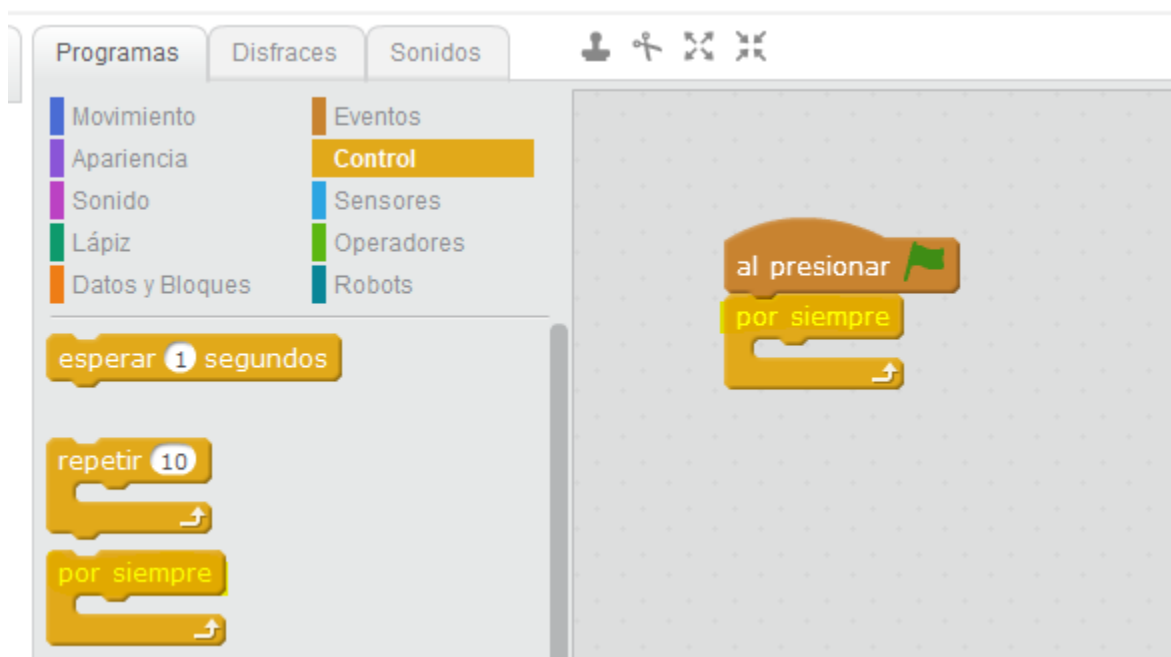 Programas Disfraces Sonidos
Movimiento Eventos
Apariencia Control
Sonido Sensores
Lápiz Operadores
Datos y Bloques Robots
esperar 1 segundos
repetir 10
por siempre
al presionar
por siempre